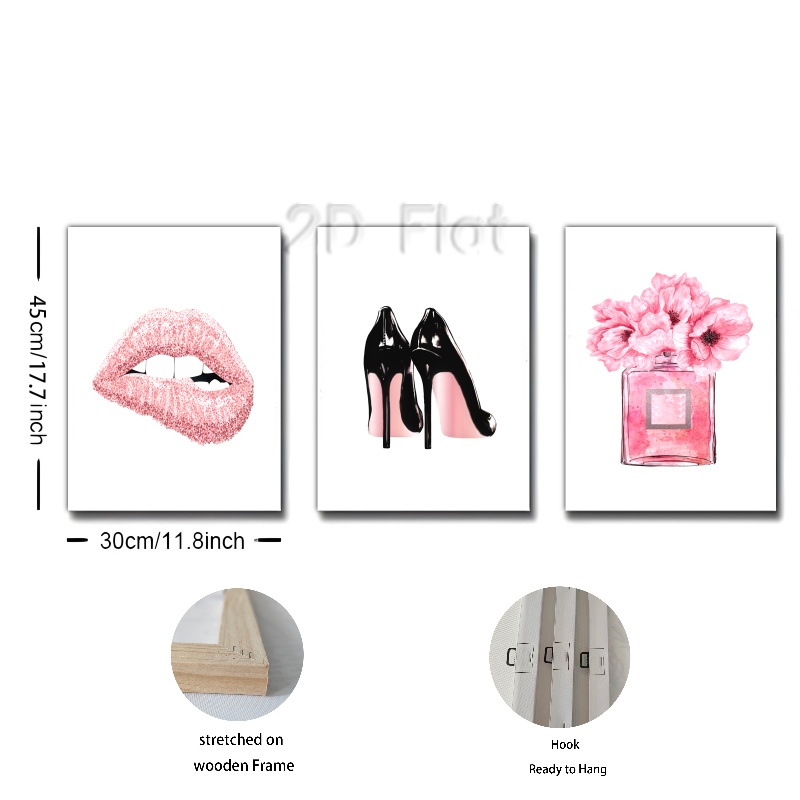 2D Flat
45cm/17.7inch
30cm/11.8inch
stretched on
wooden Frame
Hook
Ready to Hang